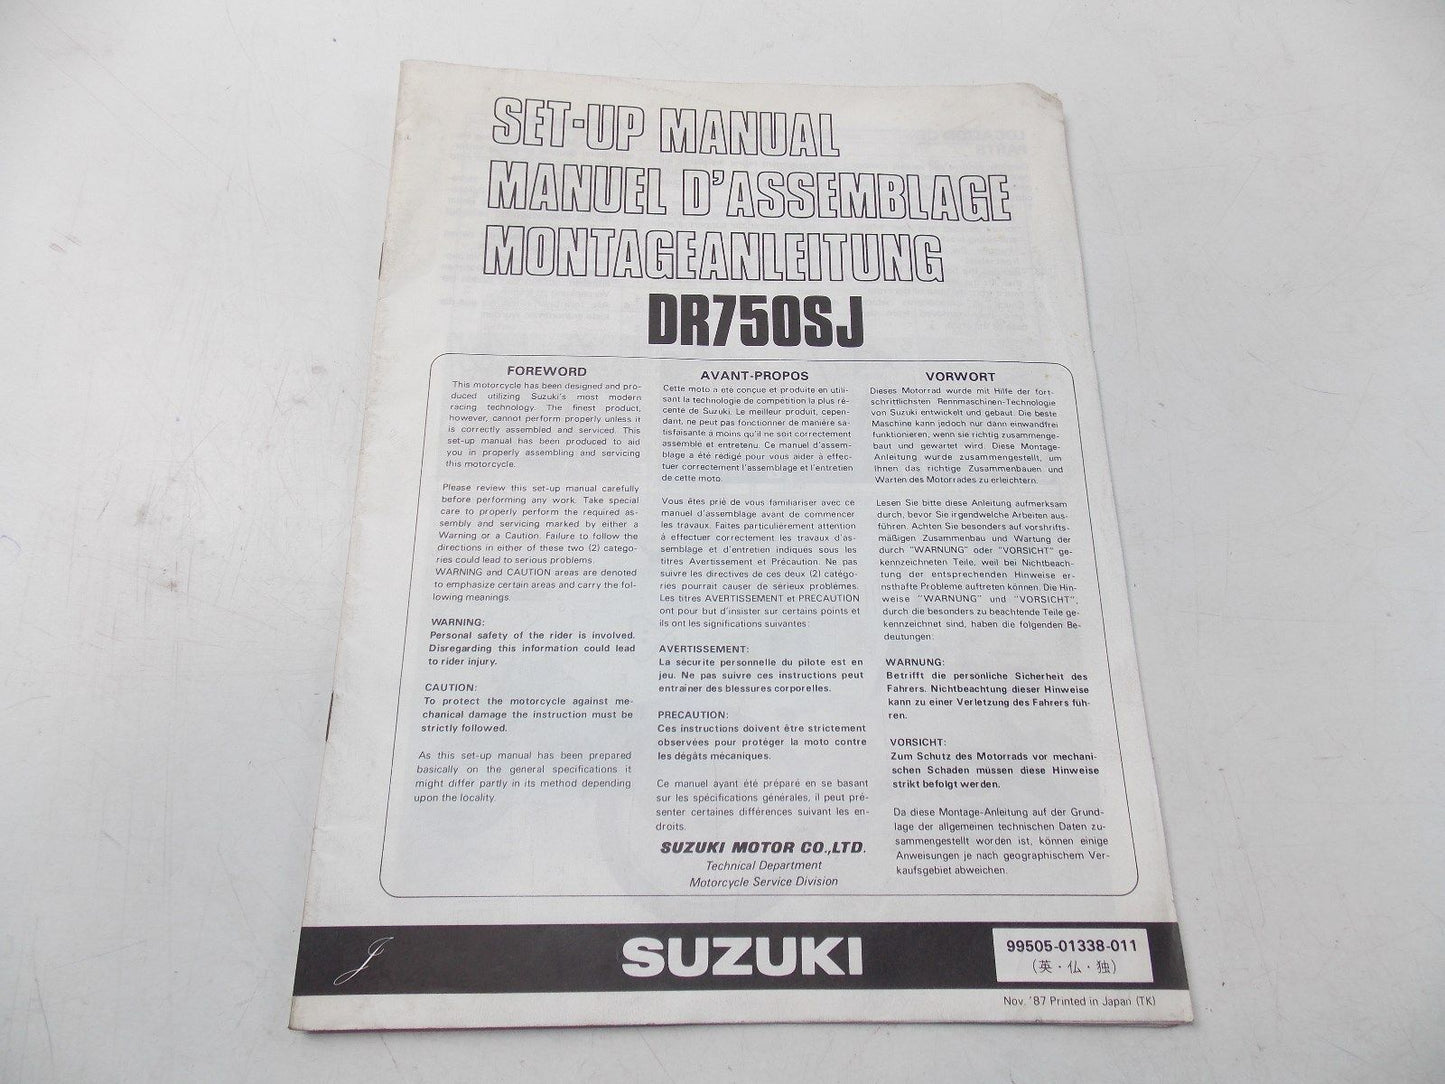 SET-UP MANUAL
MANUEL D'ASSEMBLAGE
MONTAGEANLEITUNG
DR750SJ
FOREWORD
This motorcycle has been designed and pro-
duced utilizing Suzuki's most modern
racing technology. The finest product,
however, cannot perform properly unless it
is correctly assembled and serviced. This
set-up manual has been produced to aid
you in properly assembling and servicing
this motorcycle.
Please review this set-up manual carefully
before performing any work. Take special
care to properly perform the required as-
sembly and servicing marked by either a
Warning or a Caution. Failure to follow the
directions in either of these two (2) catego-
ries could lead to serious problems.
WARNING and CAUTION areas are denoted
to emphasize certain areas and carry the fol-
lowing meanings.
WARNING:
Personal safety of the rider is involved.
Disregarding this information could lead
to rider injury.
CAUTION:
To protect the motorcycle against me-
chanical damage the instruction must be
strictly followed.
As this set-up manual has been prepared
basically on the general specifications it
might differ partly in its method depending
upon the locality.
AVANT-PROPOS
Cette moto a été conçue et produite en utili-
sant la technologie de competition la plus ré-
cente de Suzuki. Le meilleur produit, cepen-
dant, ne peut pas fonctionner de manière sa-
tisfaisante à moins qu'il ne soit correctement
assemble et entretenu. Ce manuel d'assem-
blage a été rédigé pour vous aider à effec-
tuer correctement l'assemblage et l'entretien
de cette moto.
Vous êtes prié de vous familiariser avec ce
manuel d'assemblage avant de commencer
les travaux. Faites particulièrement attention
à effectuer correctement les travaux d'as-
semblage et d'entretien indiqués sous les
titres Avertissement et Précaution. Ne pas
suivre les directives de ces deux (2) catégo-
ries pourrait causer de sérieux problèmes.
Les titres AVERTISSEMENT et PRECAUTION
ont pour but d'insister sur certains points et
ils ont les significations suivantes:
AVERTISSEMENT:
La sécurité personnelle du pilote est en
jeu. Ne pas suivre ces instructions peut
entraîner des blessures corporelles.
PRECAUTION:
Ces instructions doivent être strictement
observées pour protéger la moto contre
les dégâts mécaniques.
Ce manuel ayant été préparé en se basant
sur les spécifications générales, il peut pré-
senter certaines différences suivant les en-
droits.
SUZUKI MOTOR CO.,LTD.
Technical Department
Motorcycle Service Division
VORWORT
Dieses Motorrad wurde mit Hilfe der fort-
schrittlichsten Rennmaschinen-Technologie
von Suzuki entwickelt und gebaut. Die beste
Maschine kann jedoch nur dann einwandfrei
funktionieren, wenn sie richtig zusammenge-
baut und gewartet wird. Diese Montage-
Anleitung wurde zusammengestellt, um
Ihnen das richtige Zusammenbauen und
Warten des Motorrades zu erleichtern.
Lesen Sie bitte diese Anleitung aufmerksam
durch, bevor Sie irgendwelche Arbeiten aus-
führen. Achten Sie besonders auf vorshrifts-
mäßigen Zusammenbau und Wartung der
durch "WARNUNG" oder "VORSICHT" ge-
kennzeichneten Teile, weil bei Nichtbeach-
tung der entsprechenden Hinweise er-
nsthafte Probleme auftreten können. Die Hin-
weise "WARNUNG" und "VORSICHT",
durch die besonders zu beachtende Teile ge-
kennzeichnet sind, haben die folgenden Be-
deutungen:
WARNUNG:
Betrifft die persönliche Sicherheit des
Fahrers. Nichtbeachtung dieser Hinweise
kann zu einer Verletzung des Fahrers füh-
ren.
VORSICHT:
Zum Schutz des Motorrads vor mechani-
schen Schaden müssen diese Hinweise
strikt befolgt werden.
Da diese Montage-Anleitung auf der Grund-
lage der allgemeinen technischen Daten zu-
sammengestellt worden ist, können einige
Anweisungen je nach geographischem Ver-
kaufsgebiet abweichen.
J
SUZUKI
99505-01338-011
(英・仏・独)
Nov. '87 Printed in Japan (TK)